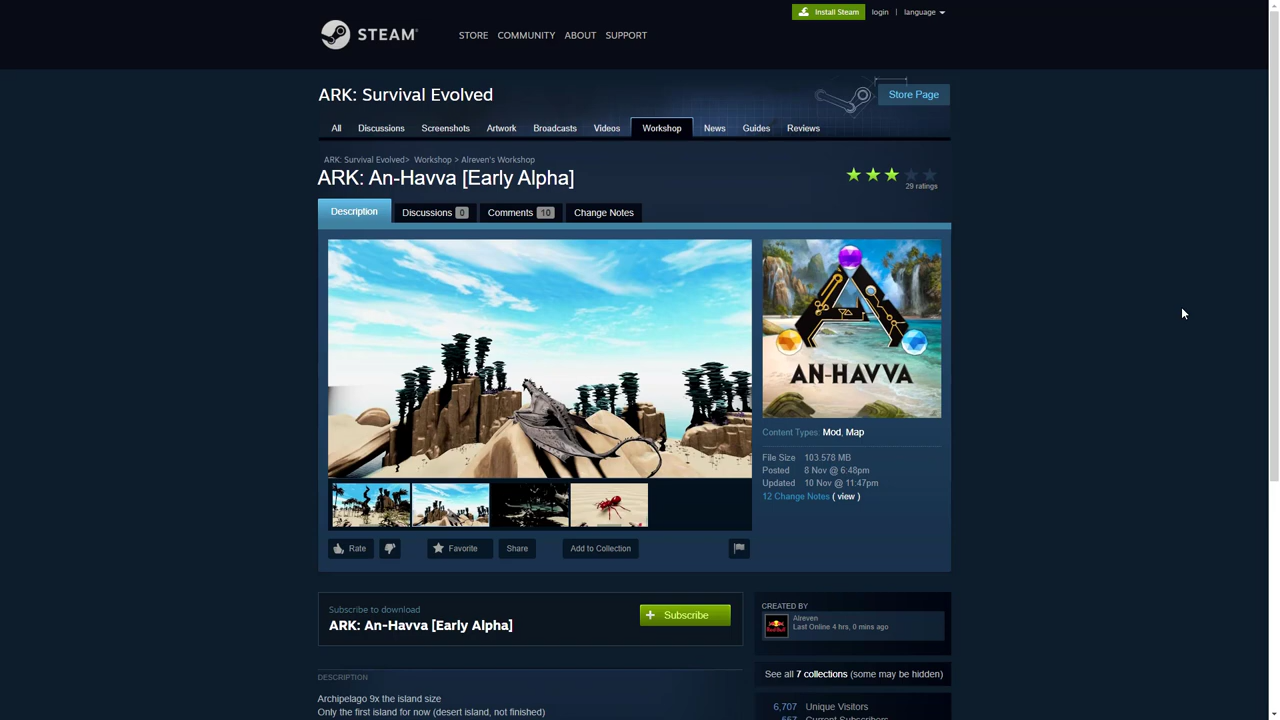 Install Steam login | language
STEAM®
STORE COMMUNITY ABOUT SUPPORT
ARK: Survival Evolved
Store Page
All Discussions Screenshots Artwork Broadcasts Videos Workshop News Guides Reviews
ARK: Survival Evolved> Workshop > Aireven's Workshop
ARK: An-Havva [Early Alpha]
29 ratings
Description Discussions 0 Comments 10 Change Notes
AN-HAVVA
Content Types: Mod, Map
File Size 103.578 MB
Posted 8 Nov @ 6:48pm
Updated 10 Nov @ 11:47pm
12 Change Notes ( view )
Rate Favorite Share Add to Collection
Subscribe to download
ARK: An-Havva [Early Alpha]
Subscribe
CREATED BY
Aireven
Last Online 4 hrs, 0 mins ago
See all 7 collections (some may be hidden)
DESCRIPTION
Archipelago 9x the island size
Only the first island for now (desert island, not finished)
6,707 Unique Visitors
667 Current Subscribers